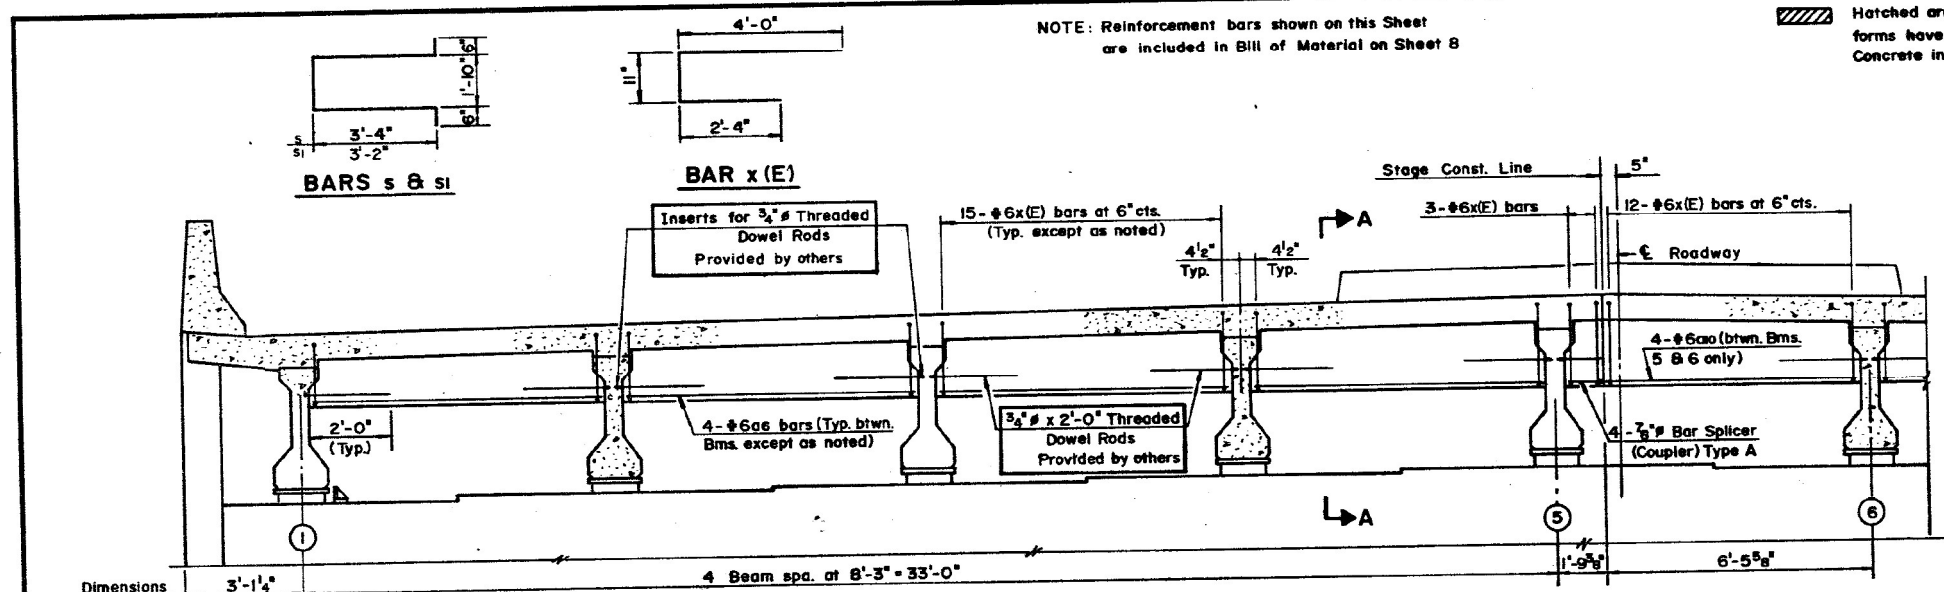 4'-0"
NOTE: Reinforcement bars shown on this Sheet
are included in Bill of Material on Sheet 8
Hatched
forms have
Concrete
6"
1'-10"
6"
11"
s
s1
3'-4"
3'-2"
2'-4"
BARS s & s1
BAR x (E)
Stage Const. Line
5"
Inserts for 3/4" ø Threaded
Dowel Rods
Provided by others
15-#6x(E) bars at 6"cts.
(Typ. except as noted)
A
3-#6x(E) bars
12-#6x(E) bars at 6"cts.
4 1/2"
Typ.
4 1/2"
Typ.
℄ Roadway
4-#6a10 (btwn. Bms.
5 & 6 only)
2'-0"
(Typ.)
4-#6a6 bars (Typ. btwn.
Bms. except as noted)
3/4" ø x 2'-0" Threaded
Dowel Rods
Provided by others
4-7/8"ø Bar Splicer
(Coupler) Type A
A
1
5
6
Dimensions
3'-1 1/4"
4 Beam spa. at 8'-3" = 33'-0"
1'-9 3/8"
6'-5 5/8"